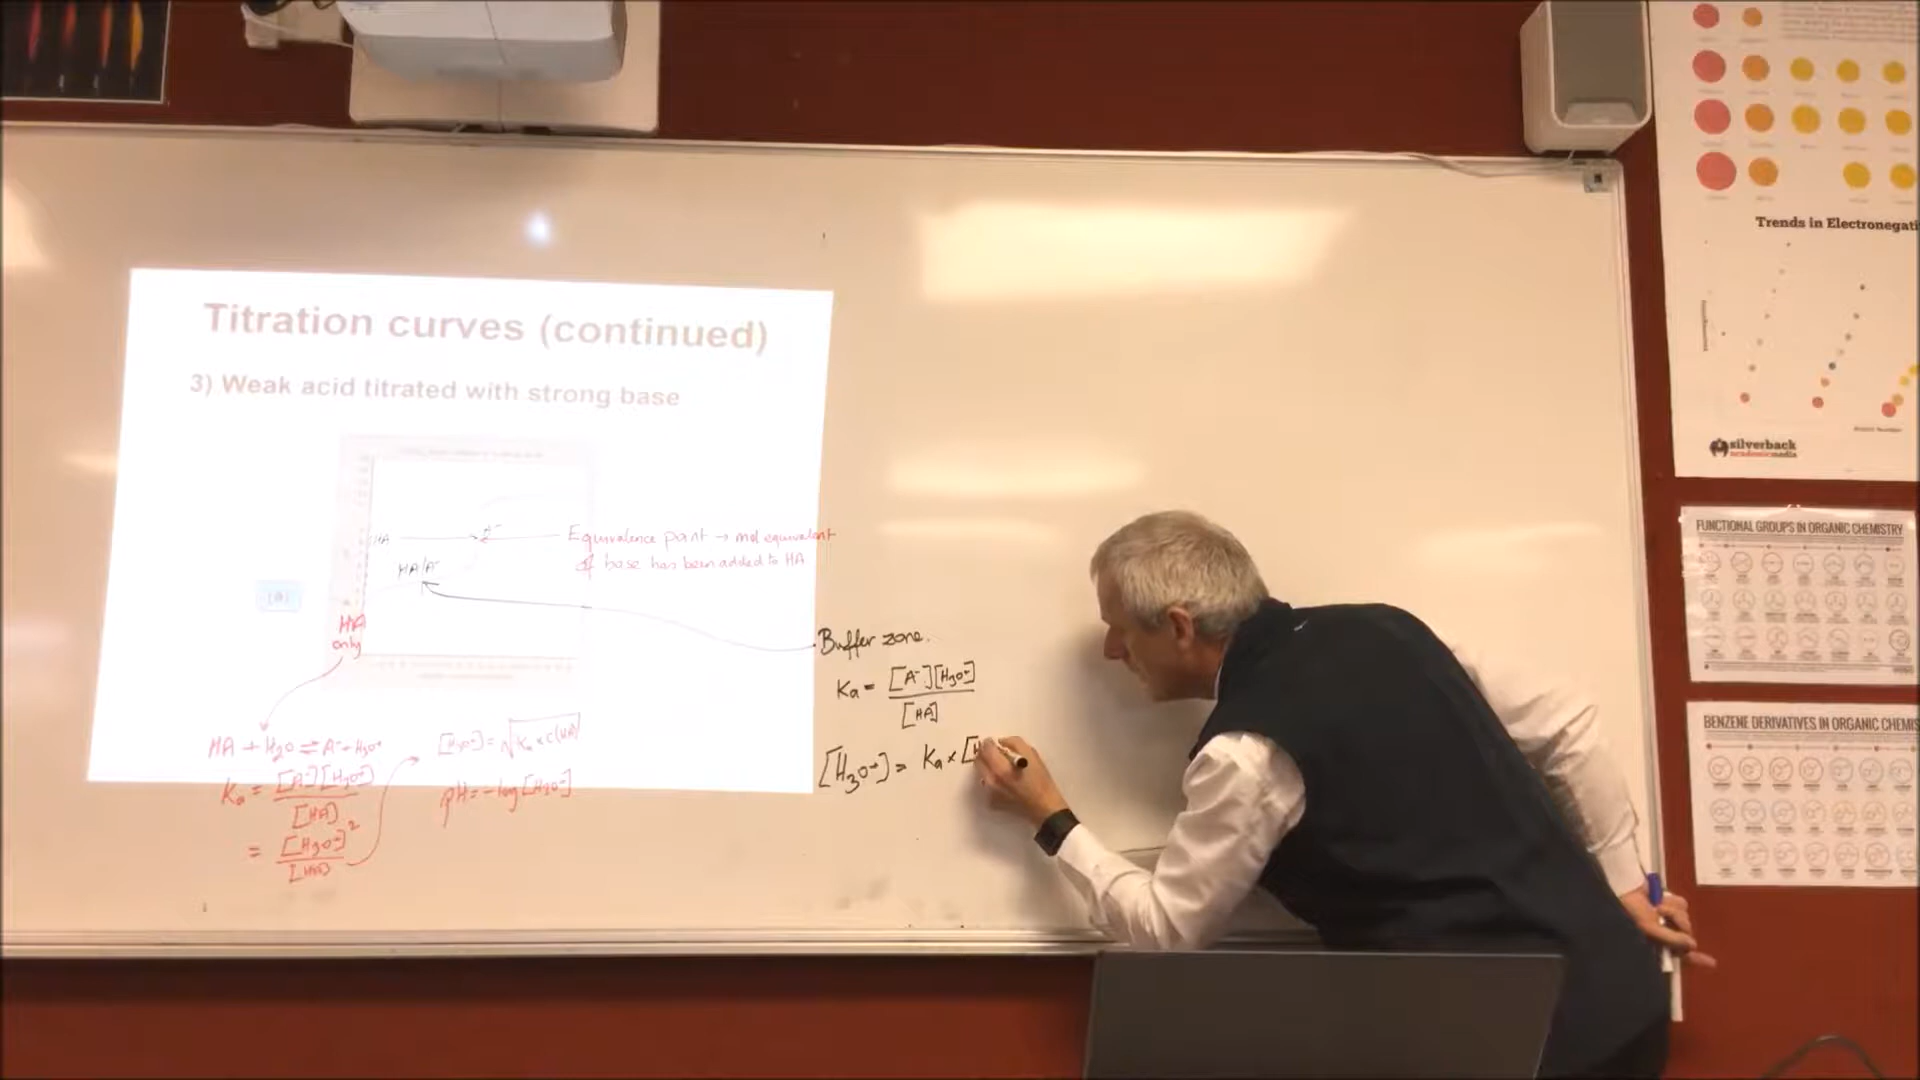 Titration curves (continued)
3) Weak acid titrated with strong base
HA → A⁻
HA/A⁻
Equivalence point → mol equivalent
of base has been added to HA
HA
only
Buffer zone.
Ka = [A⁻][H₃O⁺]
[HA]
[H₃O⁺] = Ka × [H
HA + H₂O ⇌ A⁻ + H₃O⁺
Ka = [A⁻][H₃O⁺]
[HA]
= [H₃O⁺]²
[HA]
[H₃O⁺] = √Ka × c(HA)
pH = -log[H₃O⁺]
Trends in Electronegati
silverback
academicmedia
FUNCTIONAL GROUPS IN ORGANIC CHEMISTRY
BENZENE DERIVATIVES IN ORGANIC CHEMIS